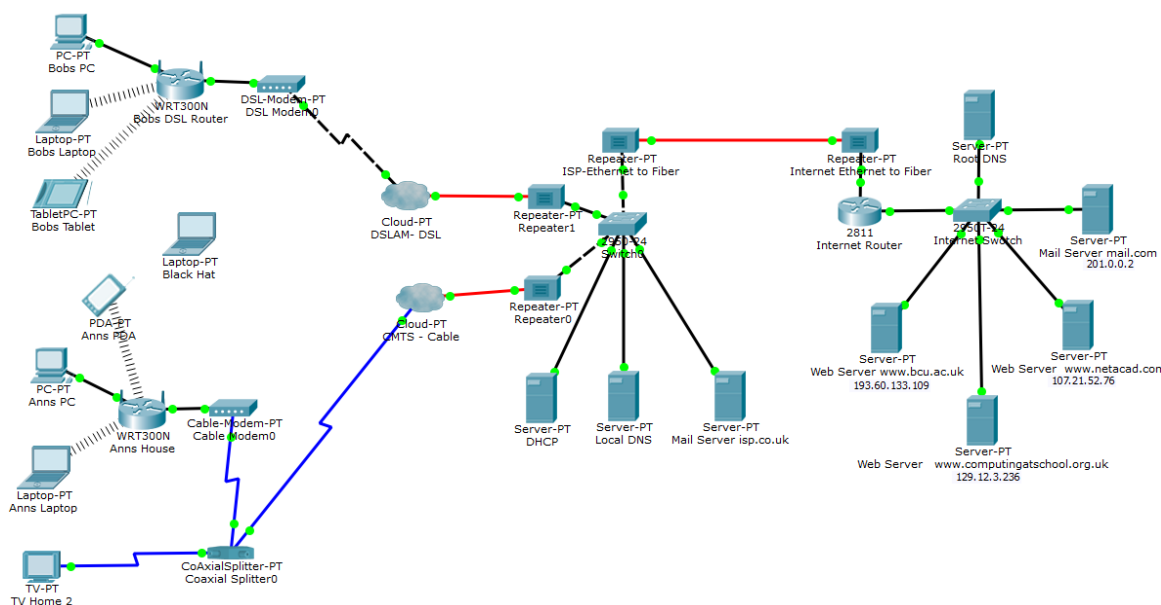 PC-PT
Bobs PC
WRT300N
Bobs DSL Router
DSL-Modem-PT
DSL Modem0
Laptop-PT
Bobs Laptop
TabletPC-PT
Bobs Tablet
Laptop-PT
Black Hat
PDA-PT
Anns PDA
PC-PT
Anns PC
WRT300N
Anns House
Cable-Modem-PT
Cable Modem0
Laptop-PT
Anns Laptop
TV-PT
TV Home 2
CoAxialSplitter-PT
Coaxial Splitter0
Cloud-PT
DSLAM- DSL
Cloud-PT
CMTS - Cable
Repeater-PT
Repeater1
Repeater-PT
Repeater0
Repeater-PT
ISP-Ethernet to Fiber
2950-24
Switch0
Server-PT
DHCP
Server-PT
Local DNS
Server-PT
Mail Server isp.co.uk
Repeater-PT
Internet Ethernet to Fiber
2811
Internet Router
Server-PT
Root DNS
2950T-24
Internet Swotch
Server-PT
Mail Server mail.com
201.0.0.2
Server-PT
Web Server www.bcu.ac.uk
193.60.133.109
Server-PT
Web Server www.netacad.com
107.21.52.76
Server-PT
Web Server www.computingatschool.org.uk
129.12.3.236